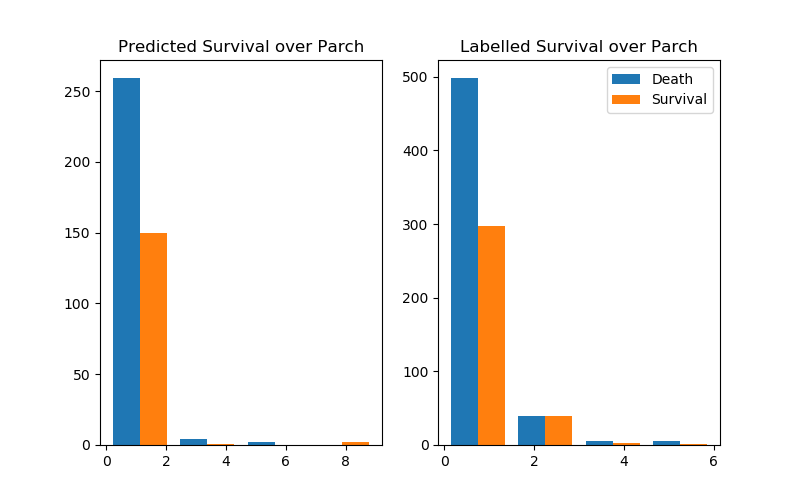 Predicted Survival over Parch
250
200
150
100
50
0
0 2 4 6 8
Labelled Survival over Parch
Death
Survival
500
400
300
200
100
0
0 2 4 6